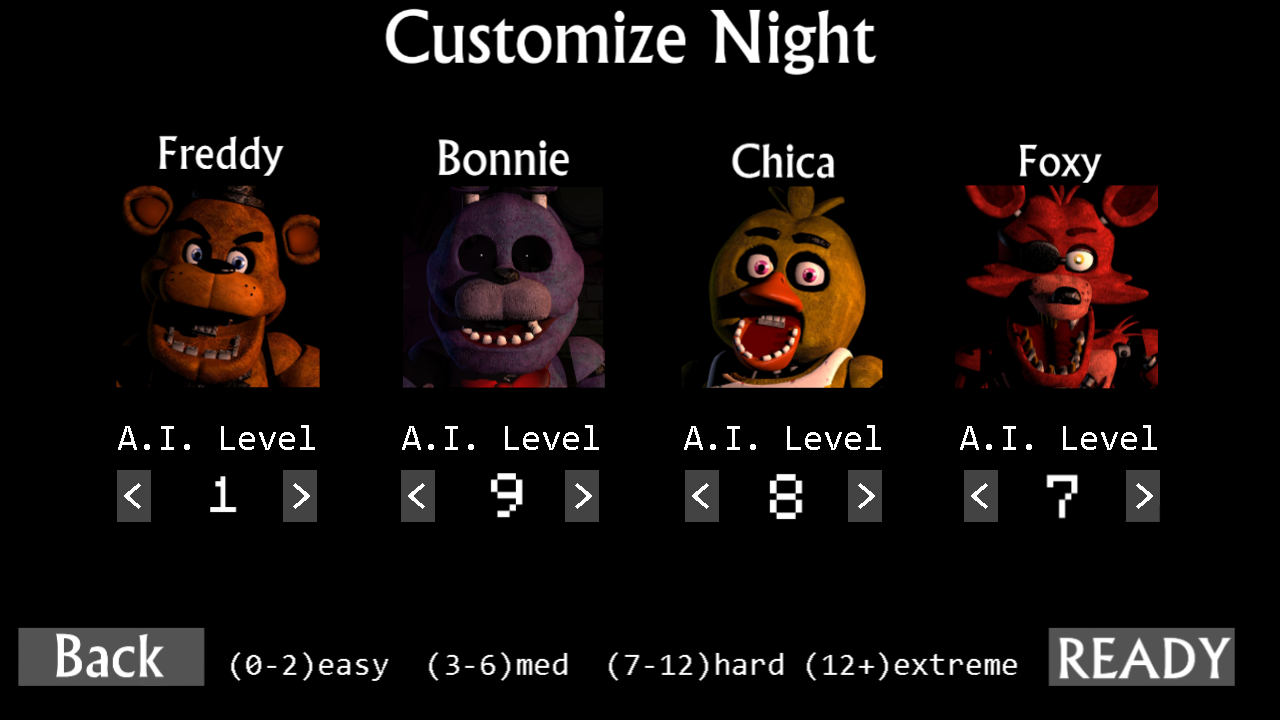 Customize Night
Freddy Bonnie Chica Foxy
A.I. Level A.I. Level A.I. Level A.I. Level
< 1 > < 9 > < 8 > < 7 >
Back (0-2)easy (3-6)med (7-12)hard (12+)extreme READY